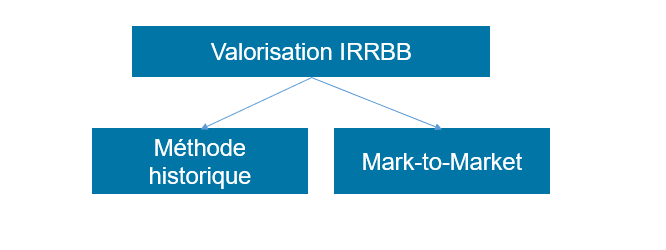 Valorisation IRRBB
Méthode
historique
Mark-to-Market